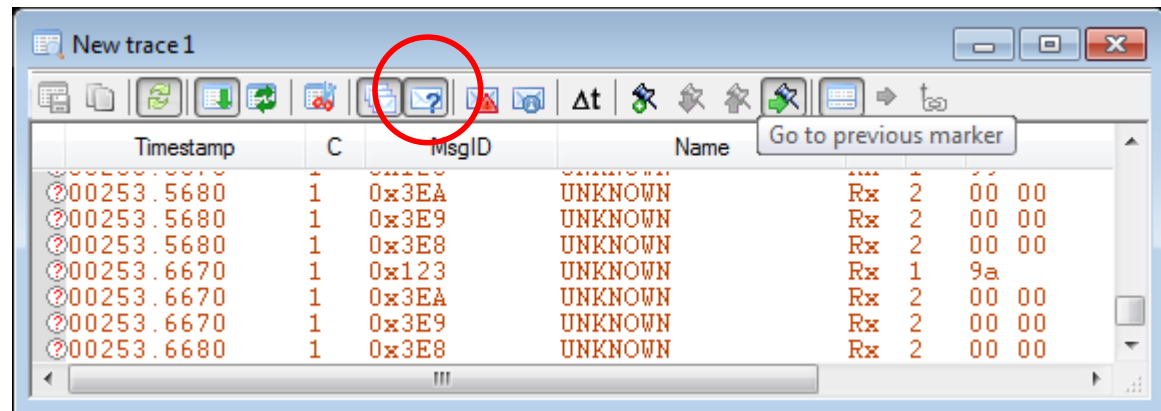 New trace 1
Δt
Timestamp C MsgID Name
Go to previous marker
00253.5680 1 0x3EA UNKNOWN Rx 2 00 00
00253.5680 1 0x3E9 UNKNOWN Rx 2 00 00
00253.5680 1 0x3E8 UNKNOWN Rx 2 00 00
00253.6670 1 0x123 UNKNOWN Rx 1 9a
00253.6670 1 0x3EA UNKNOWN Rx 2 00 00
00253.6670 1 0x3E9 UNKNOWN Rx 2 00 00
00253.6680 1 0x3E8 UNKNOWN Rx 2 00 00